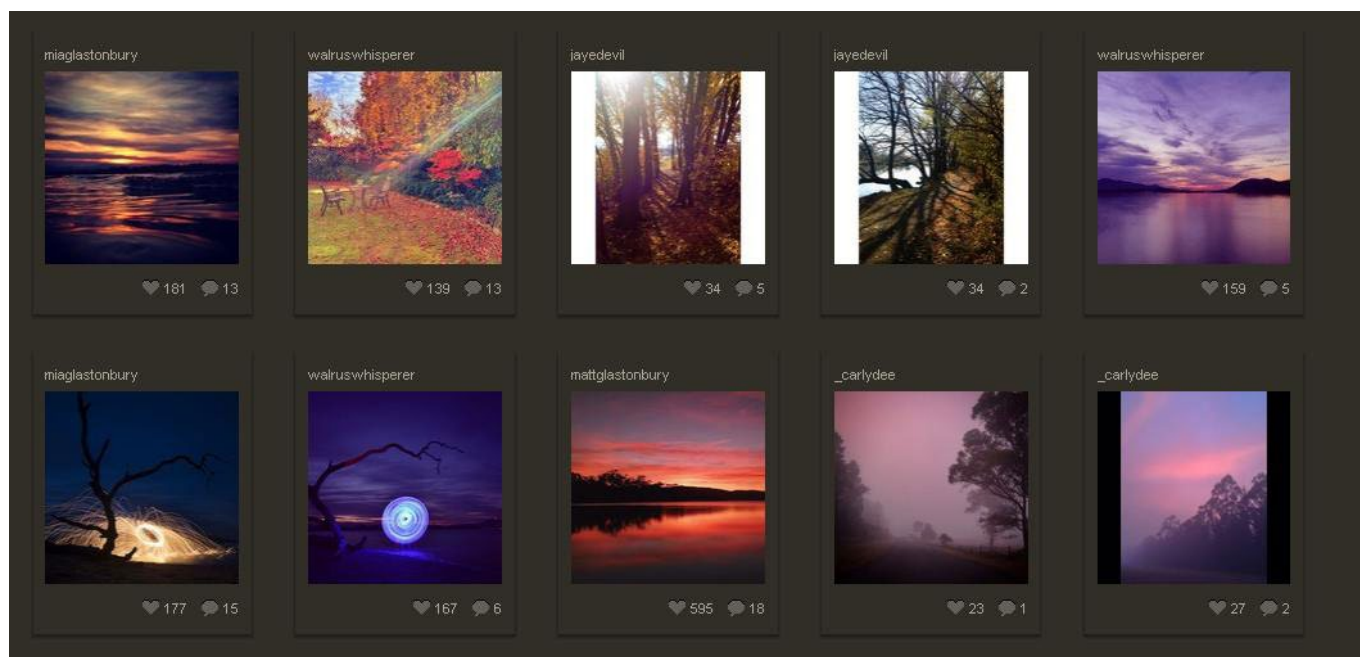 miaglastonbury
walruswhisperer
jayedevil
jayedevil
walruswhisperer
181 13
139 13
34 5
34 2
159 5
miaglastonbury
walruswhisperer
mattglastonbury
_carlydee
_carlydee
177 15
167 6
595 18
23 1
27 2